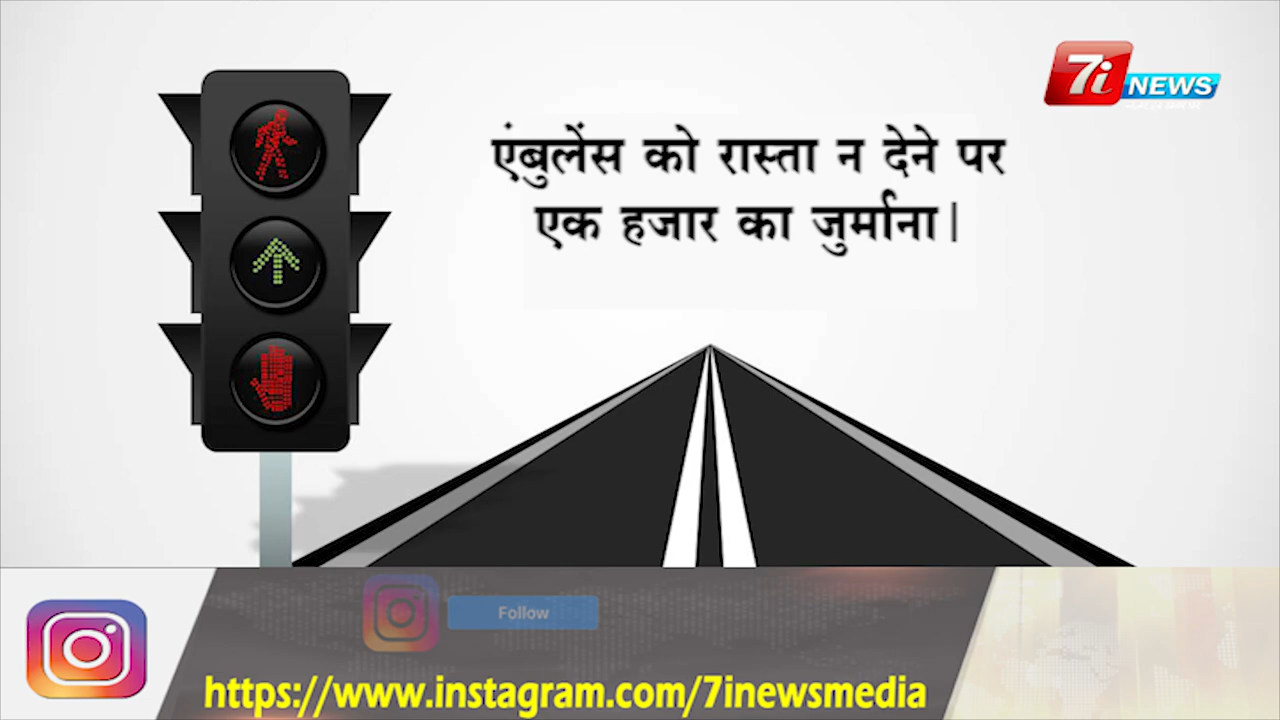 7i NEWS
एंबुलेंस को रास्ता न देने पर
एक हजार का जुर्माना|
Follow
https://www.instagram.com/7inewsmedia